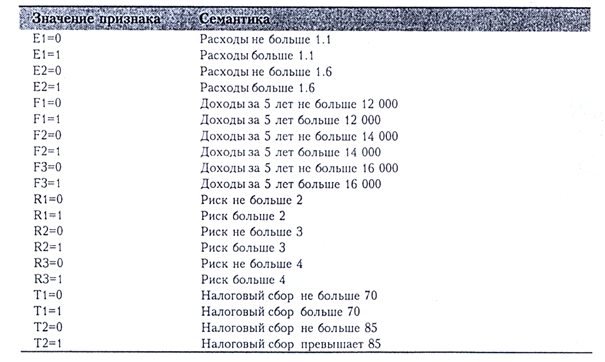 Значение признака Семантика
E1=0 Расходы не больше 1.1
E1=1 Расходы больше 1.1
E2=0 Расходы не больше 1.6
E2=1 Расходы больше 1.6
F1=0 Доходы за 5 лет не больше 12 000
F1=1 Доходы за 5 лет больше 12 000
F2=0 Доходы за 5 лет не больше 14 000
F2=1 Доходы за 5 лет больше 14 000
F3=0 Доходы за 5 лет не больше 16 000
F3=1 Доходы за 5 лет больше 16 000
R1=0 Риск не больше 2
R1=1 Риск больше 2
R2=0 Риск не больше 3
R2=1 Риск больше 3
R3=0 Риск не больше 4
R3=1 Риск больше 4
T1=0 Налоговый сбор не больше 70
T1=1 Налоговый сбор больше 70
T2=0 Налоговый сбор не больше 85
T2=1 Налоговый сбор превышает 85